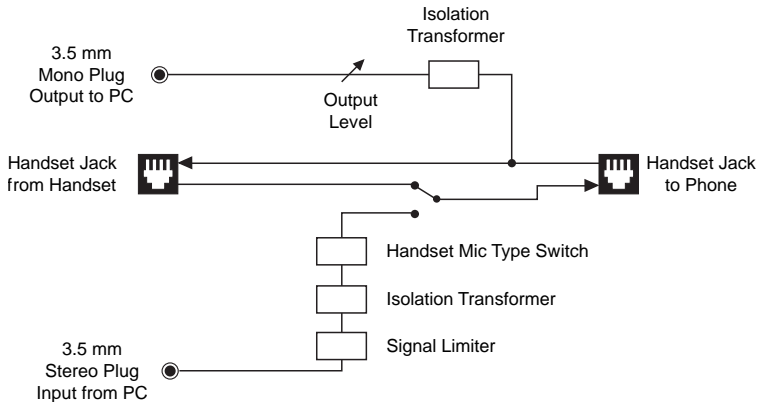 Isolation
Transformer
3.5 mm
Mono Plug
Output to PC
Output
Level
Handset Jack
from Handset
Handset Jack
to Phone
Handset Mic Type Switch
Isolation Transformer
Signal Limiter
3.5 mm
Stereo Plug
Input from PC